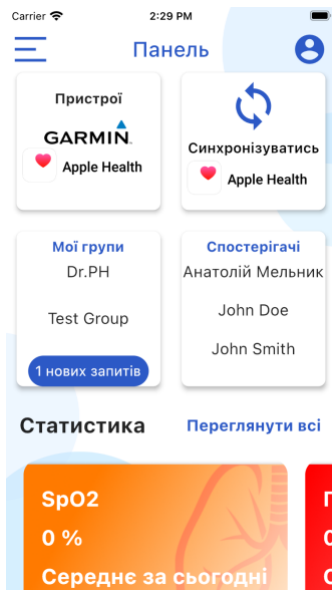 Carrier 2:29 PM
Панель
Пристрої
GARMIN
Apple Health
Синхронізуватись
Apple Health
Мої групи
Dr.PH
Test Group
1 нових запитів
Спостерігачі
Анатолій Мельник
John Doe
John Smith
Статистика
Переглянути всі
SpO2
0 %
Середнє за сьогодні